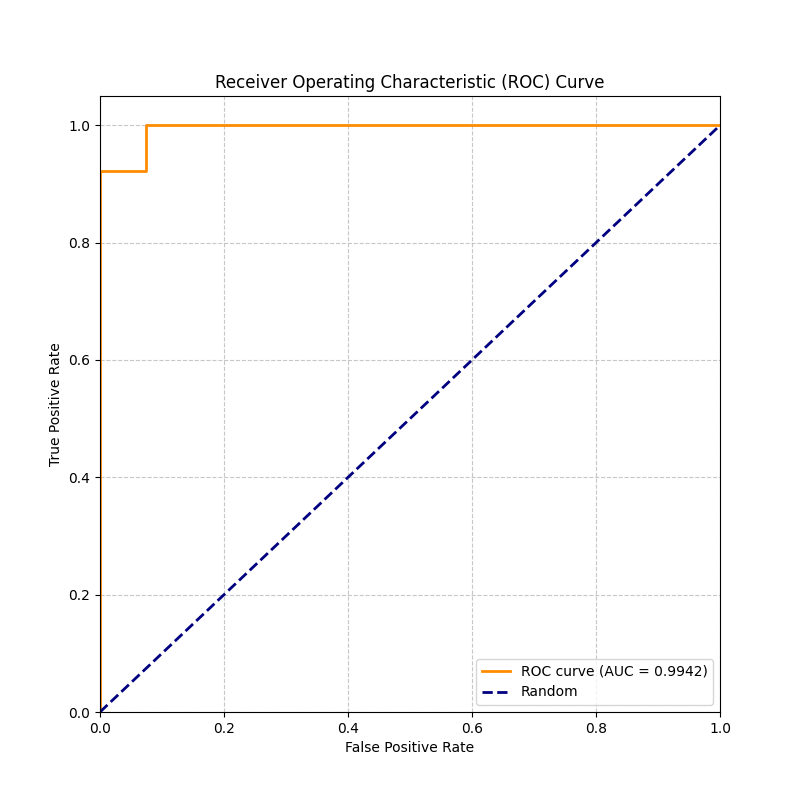 Receiver Operating Characteristic (ROC) Curve
True Positive Rate
1.0
0.8
0.6
0.4
0.2
0.0
0.0 0.2 0.4 0.6 0.8 1.0
False Positive Rate
ROC curve (AUC = 0.9942)
Random